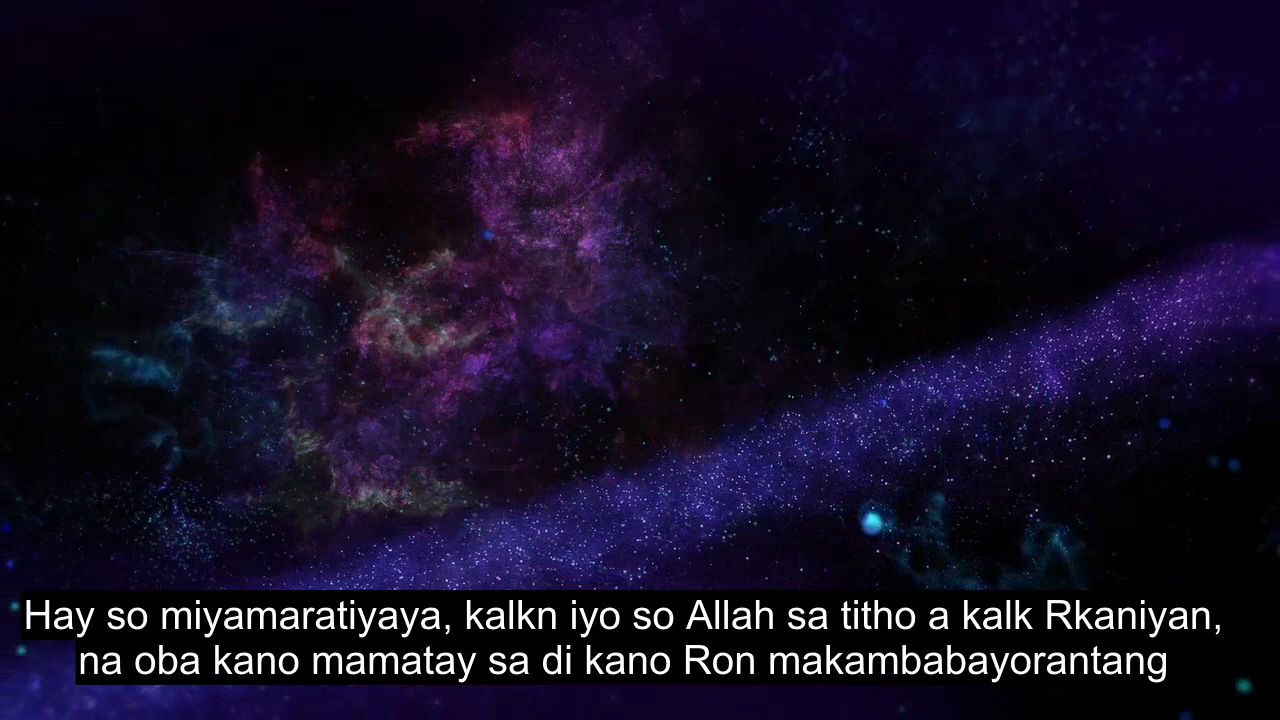 Hay so miyamaratiyaya, kalkn iyo so Allah sa titho a kalk Rkaniyan,
na oba kano mamatay sa di kano Ron makambabayorantang